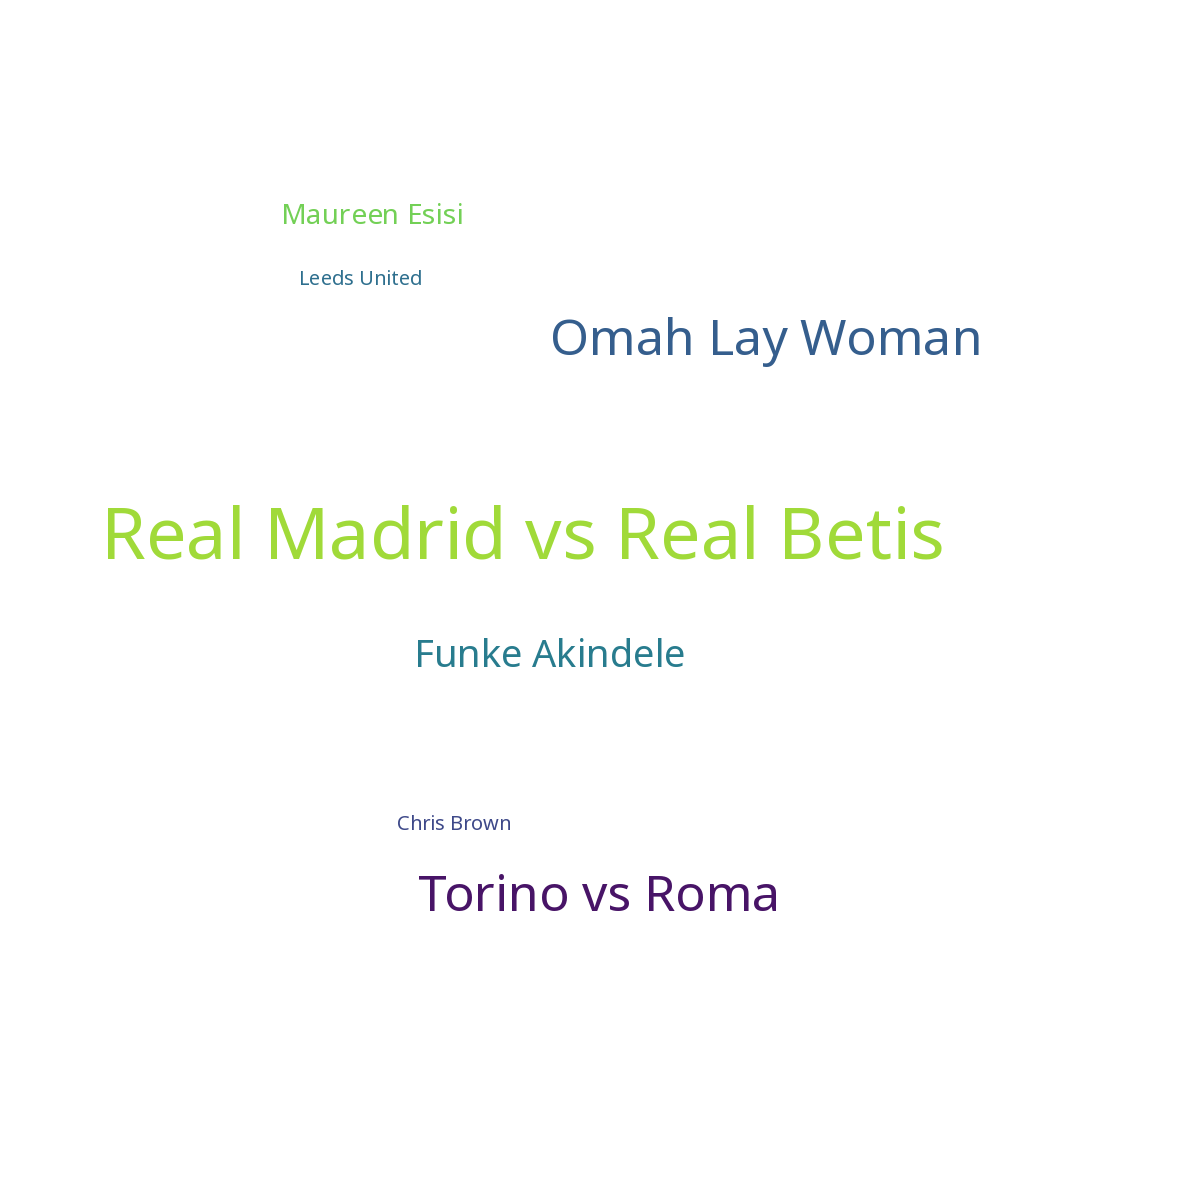 Maureen Esisi
Leeds United
Omah Lay Woman
Real Madrid vs Real Betis
Funke Akindele
Chris Brown
Torino vs Roma